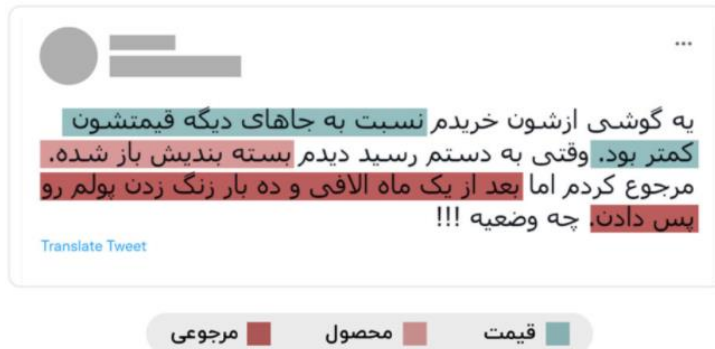 ...
یه گوشی ازشون خریدم نسبت به جاهای دیگه قیمتشون
کمتر بود. وقتی به دستم رسید دیدم بسته بندیش باز شده.
مرجوع کردم اما بعد از یک ماه الافی و ده بار زنگ زدن پولم رو
پس دادن. چه وضعیه !!!
Translate Tweet
قیمت محصول مرجوعی